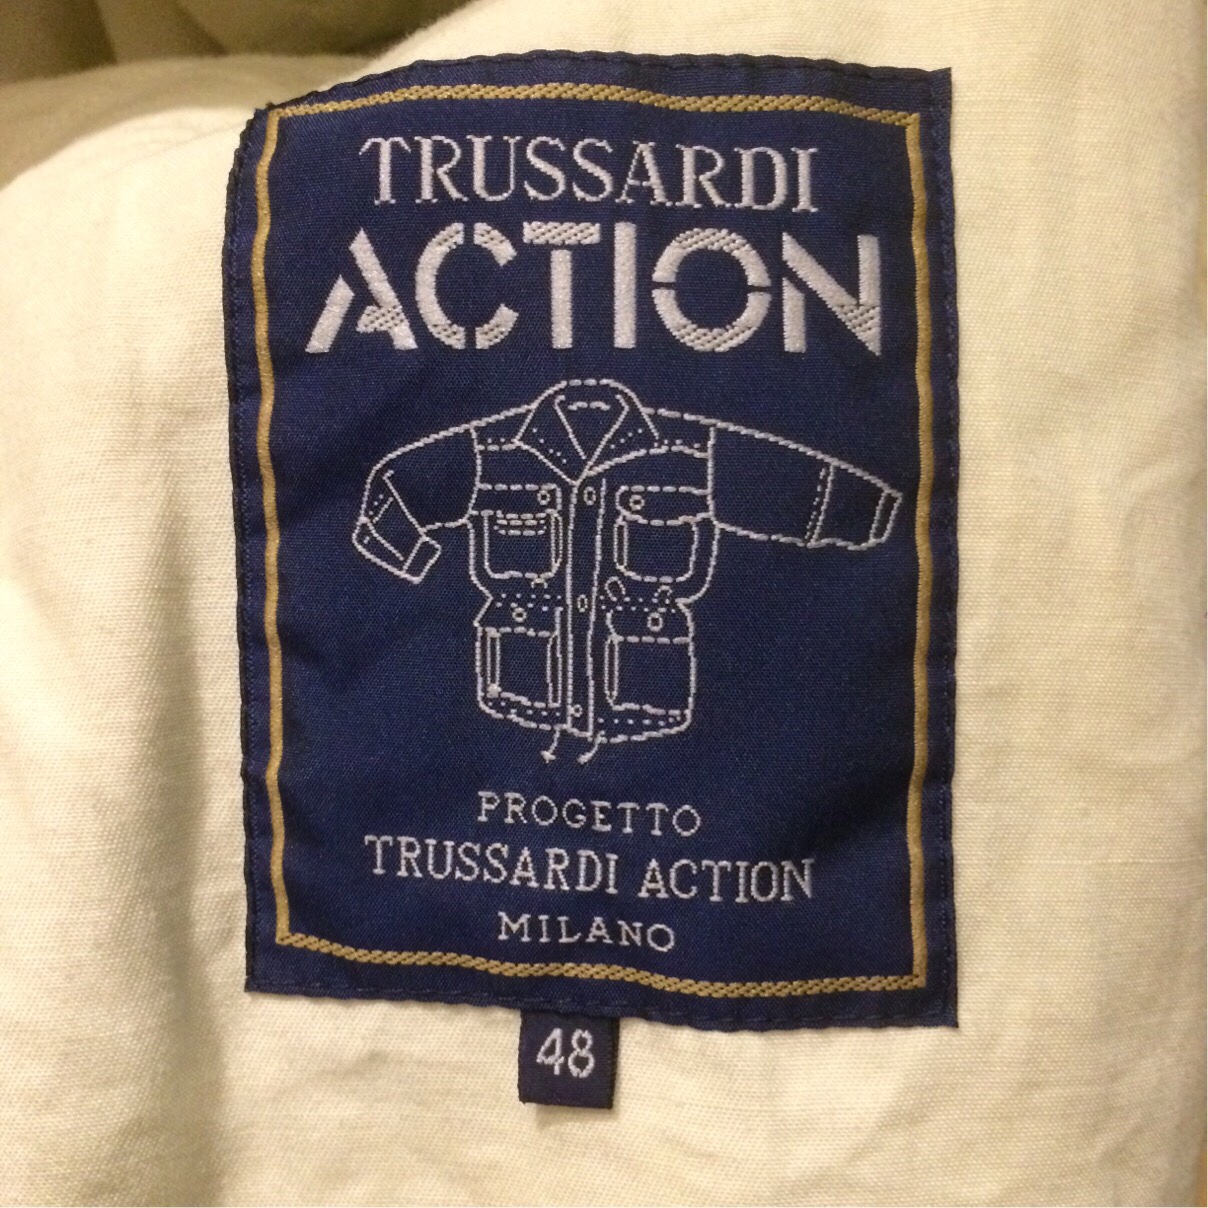 TRUSSARDI
ACTION
PROGETTO
TRUSSARDI ACTION
MILANO
48